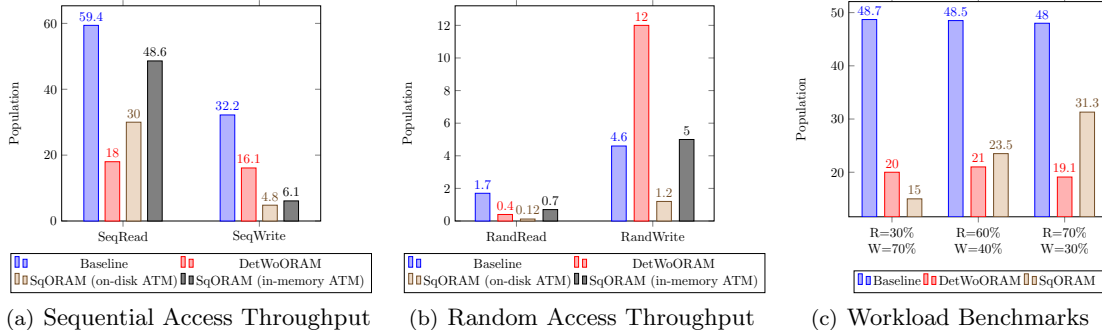 60
40
20
0
Population
59.4
18
30
48.6
32.2
16.1
4.8
6.1
SeqRead SeqWrite
Baseline DetWoORAM
SqORAM (on-disk ATM) SqORAM (in-memory ATM)
(a) Sequential Access Throughput
12
10
8
6
4
2
0
Population
1.7
0.4
0.12
0.7
4.6
12
1.2
5
RandRead RandWrite
Baseline DetWoORAM
SqORAM (on-disk ATM) SqORAM (in-memory ATM)
(b) Random Access Throughput
50
40
30
20
Population
48.7
20
15
48.5
21
23.5
48
19.1
31.3
R=30% R=60% R=70%
W=70% W=40% W=30%
Baseline DetWoORAM SqORAM
(c) Workload Benchmarks